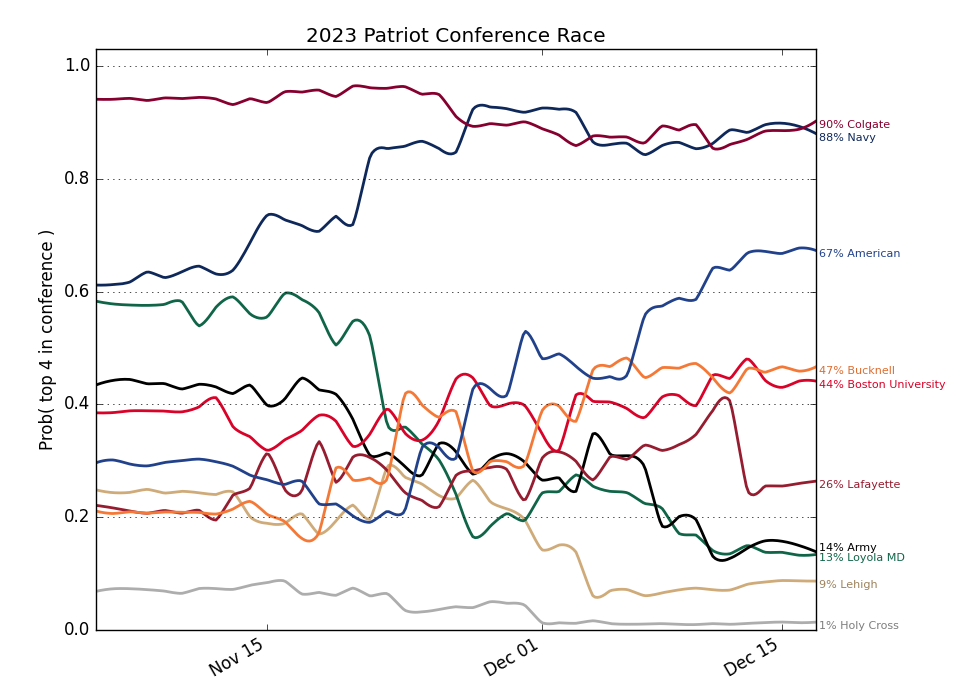 2023 Patriot Conference Race
Prob( top 4 in conference )
1.0
0.8
0.6
0.4
0.2
0.0
Nov 15
Dec 01
Dec 15
90% Colgate
88% Navy
67% American
47% Bucknell
44% Boston University
26% Lafayette
14% Army
13% Loyola MD
9% Lehigh
1% Holy Cross